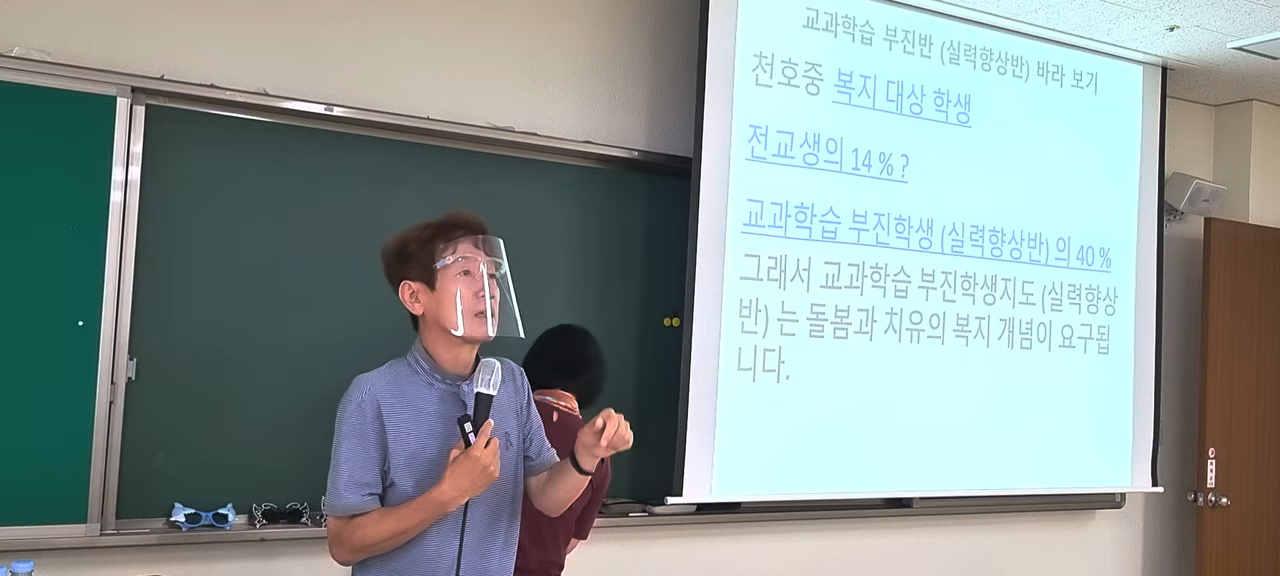 교과학습 부진반 (실력향상반) 바라 보기
천호중 복지 대상 학생
전교생의 14 % ?
교과학습 부진학생 (실력향상반) 의 40 %
그래서 교과학습 부진학생지도 (실력향상
반) 는 돌봄과 치유의 복지 개념이 요구됩
니다.